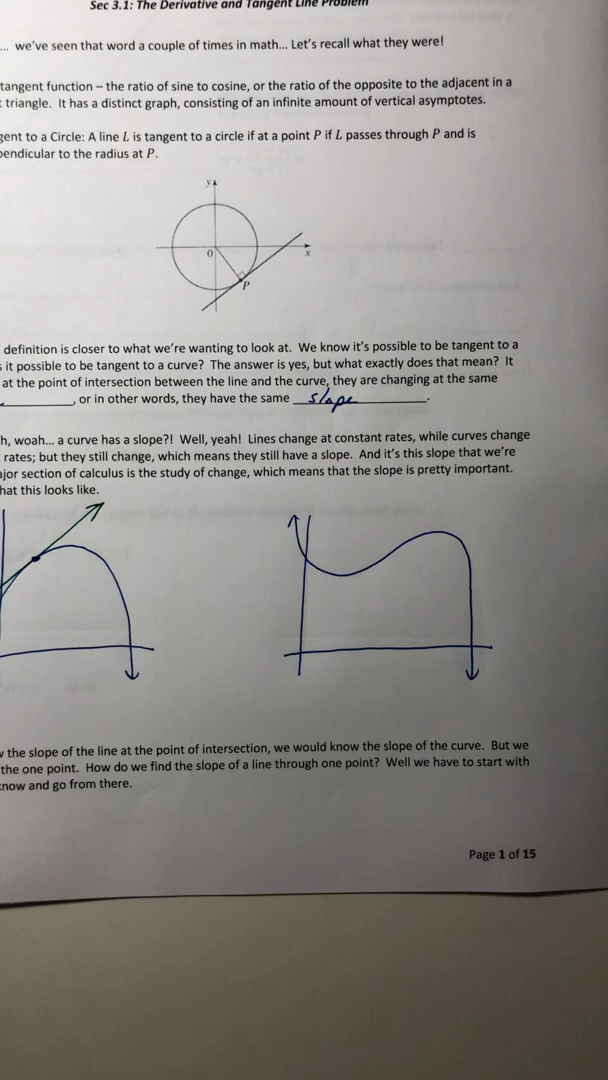 Sec 3.1: The Derivative and Tangent Line Problem
... we've seen that word a couple of times in math... Let's recall what they were!
tangent function – the ratio of sine to cosine, or the ratio of the opposite to the adjacent in a
triangle. It has a distinct graph, consisting of an infinite amount of vertical asymptotes.
gent to a Circle: A line L is tangent to a circle if at a point P if L passes through P and is
pendicular to the radius at P.
y
0
x
P
definition is closer to what we're wanting to look at. We know it's possible to be tangent to a
it possible to be tangent to a curve? The answer is yes, but what exactly does that mean? It
at the point of intersection between the line and the curve, they are changing at the same
, or in other words, they have the same slope.
h, woah... a curve has a slope?! Well, yeah! Lines change at constant rates, while curves change
rates; but they still change, which means they still have a slope. And it's this slope that we're
ajor section of calculus is the study of change, which means that the slope is pretty important.
hat this looks like.
the slope of the line at the point of intersection, we would know the slope of the curve. But we
the one point. How do we find the slope of a line through one point? Well we have to start with
know and go from there.
Page 1 of 15